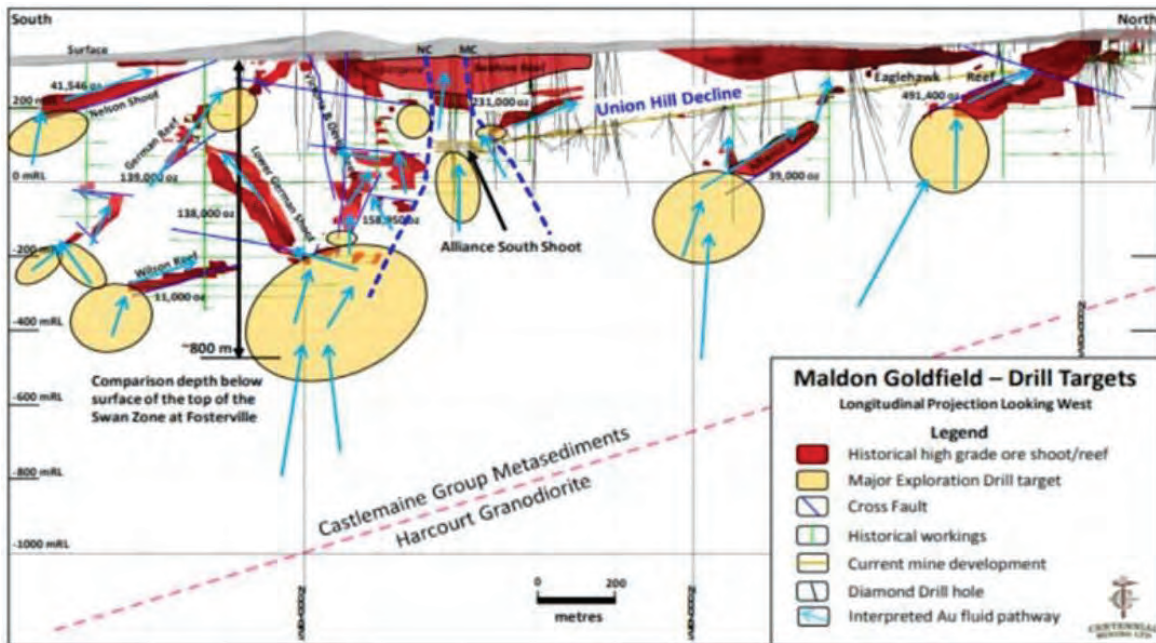 South
North
Surface
NC
MC
41,546 oz
Nelson Shoot
200 mRL
German Reef
139,000 oz
231,000 oz
Union Hill Decline
Eaglehawk Reef
491,400 oz
39,000 oz
0 mRL
138,000 oz
Lower German Shoot
158,950 oz
Alliance South Shoot
-200 mRL
Wilson Reef
11,000 oz
-400 mRL
~800 m
Comparison depth below
surface of the top of the
Swan Zone at Fosterville
-600 mRL
-800 mRL
-1000 mRL
Castlemaine Group Metasediments
Harcourt Granodiorite
0
200
metres
Maldon Goldfield – Drill Targets
Longitudinal Projection Looking West
Legend
Historical high grade ore shoot/reef
Major Exploration Drill target
Cross Fault
Historical workings
Current mine development
Diamond Drill hole
Interpreted Au fluid pathway
CENTENNIAL
MINING LTD